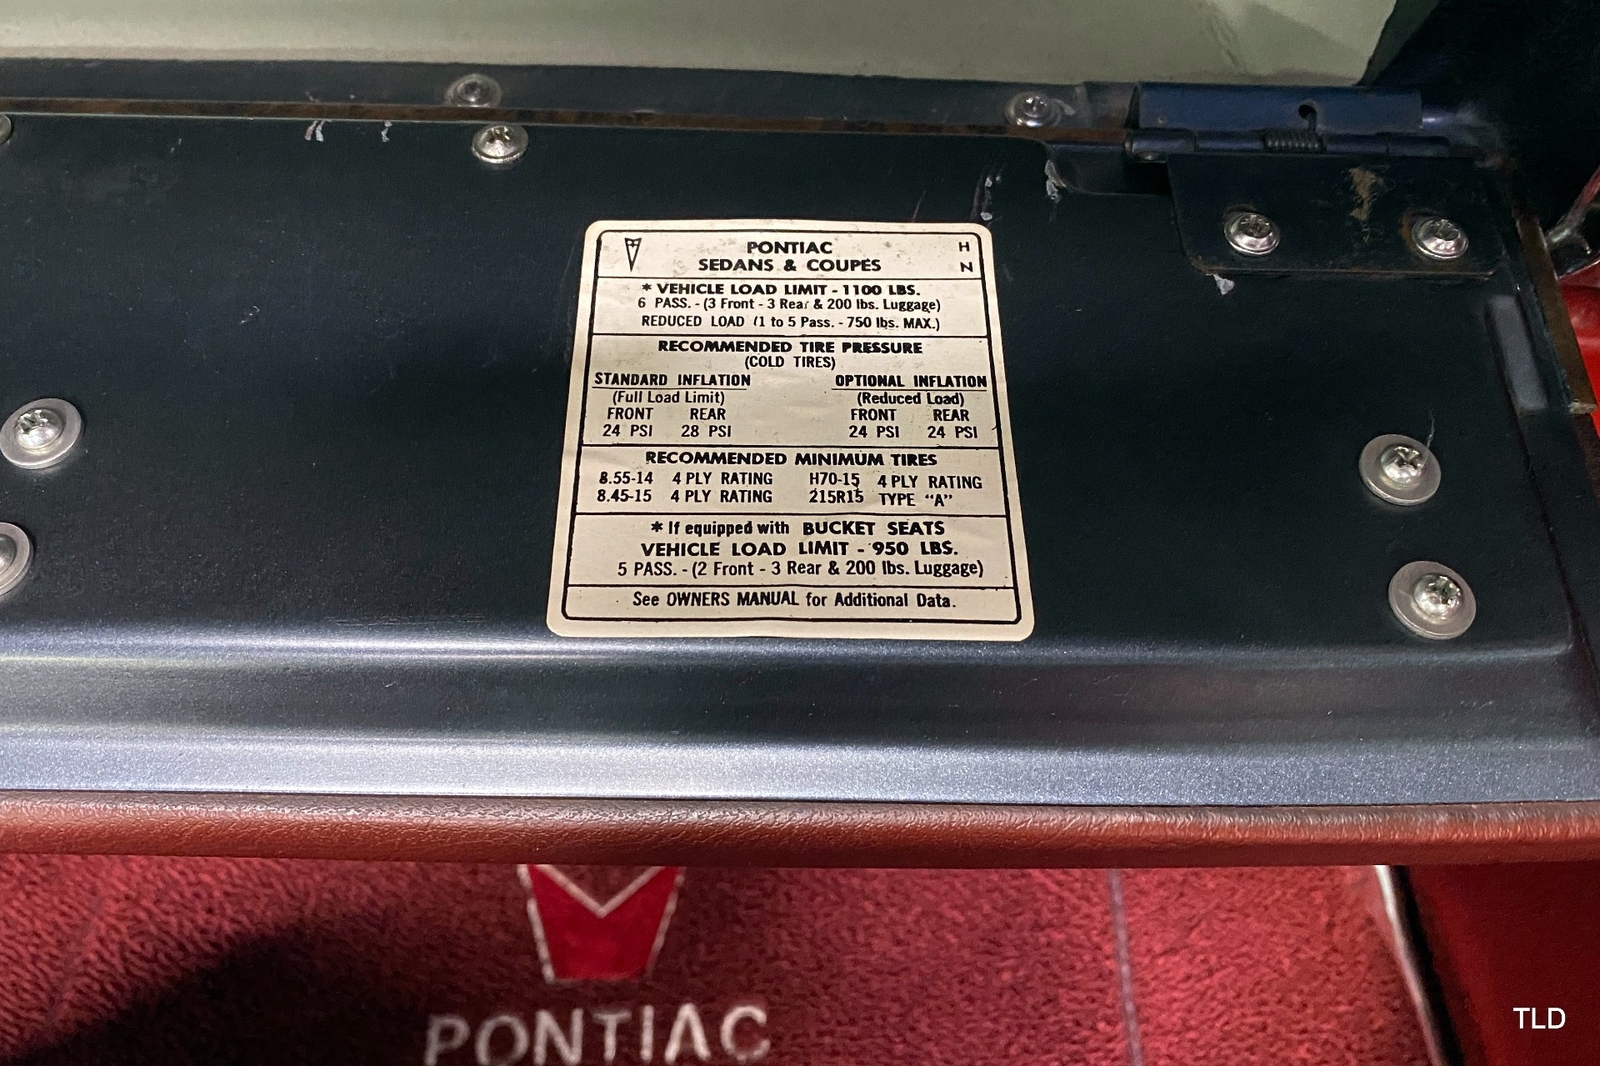 PONTIAC H
SEDANS & COUPES N
* VEHICLE LOAD LIMIT - 1100 LBS.
6 PASS. - (3 Front - 3 Rear & 200 lbs. Luggage)
REDUCED LOAD (1 to 5 Pass. - 750 lbs. MAX.)
RECOMMENDED TIRE PRESSURE
(COLD TIRES)
STANDARD INFLATION OPTIONAL INFLATION
(Full Load Limit) (Reduced Load)
FRONT REAR FRONT REAR
24 PSI 28 PSI 24 PSI 24 PSI
RECOMMENDED MINIMUM TIRES
8.55-14 4 PLY RATING H70-15 4 PLY RATING
8.45-15 4 PLY RATING 215R15 TYPE "A"
* If equipped with BUCKET SEATS
VEHICLE LOAD LIMIT - 950 LBS.
5 PASS. - (2 Front - 3 Rear & 200 lbs. Luggage)
See OWNERS MANUAL for Additional Data.
PONTIAC
TLD